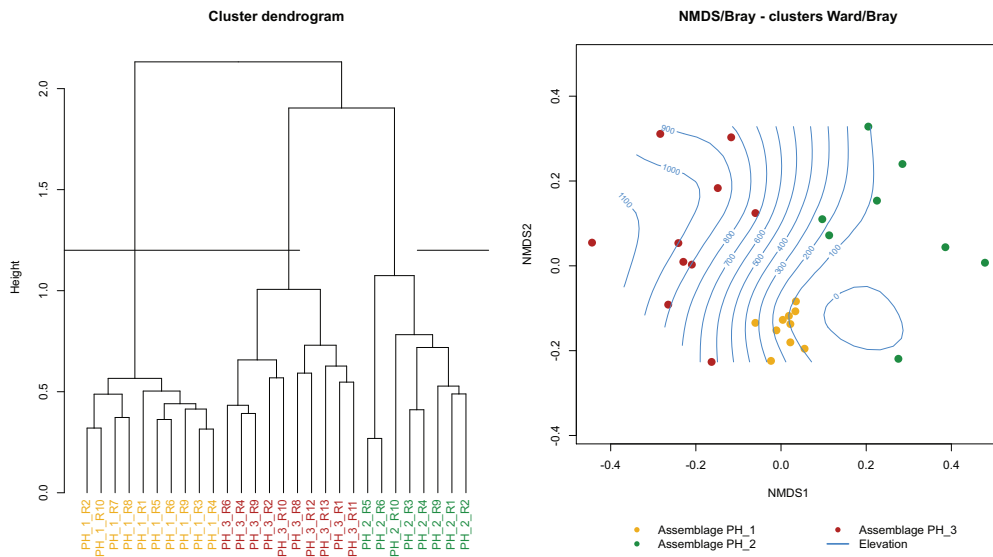 Cluster dendrogram
Height
2.0
1.5
1.0
0.5
0.0
PH_1_R2
PH_1_R10
PH_1_R7
PH_1_R8
PH_1_R1
PH_1_R5
PH_1_R6
PH_1_R9
PH_1_R3
PH_1_R4
PH_3_R6
PH_3_R4
PH_3_R9
PH_3_R2
PH_3_R10
PH_3_R8
PH_3_R12
PH_3_R13
PH_3_R1
PH_3_R11
PH_2_R5
PH_2_R6
PH_2_R10
PH_2_R3
PH_2_R4
PH_2_R9
PH_2_R1
PH_2_R2
NMDS/Bray - clusters Ward/Bray
NMDS2
0.4
0.2
0.0
-0.2
-0.4
900
1000
1100
800
700
600
500
400
300
200
100
0
-0.4
-0.2
0.0
0.2
0.4
NMDS1
Assemblage PH_1
Assemblage PH_2
Assemblage PH_3
Elevation